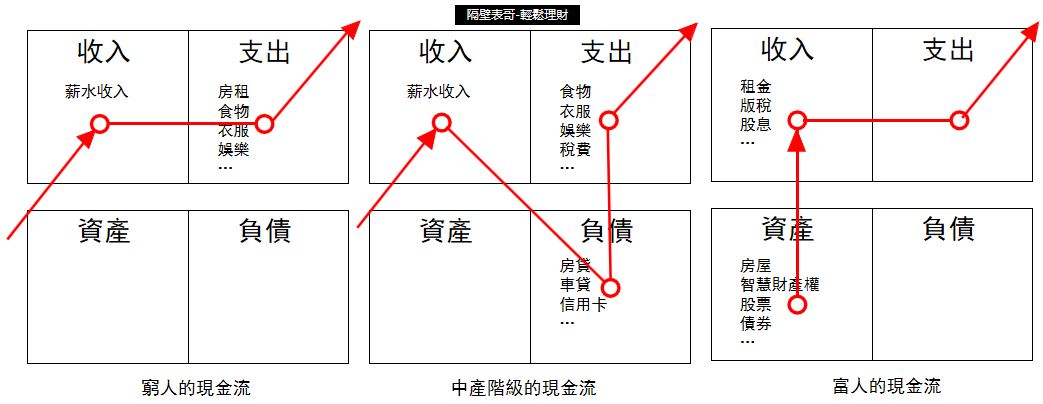 隔壁表哥-輕鬆理財
收入
支出
薪水收入
房租
食物
衣服
娛樂
...
資產
負債
窮人的現金流
收入
支出
薪水收入
食物
衣服
娛樂
稅費
...
資產
負債
房貸
車貸
信用卡
...
中產階級的現金流
收入
支出
租金
版稅
股息
...
資產
負債
房屋
智慧財產權
股票
債券
...
富人的現金流